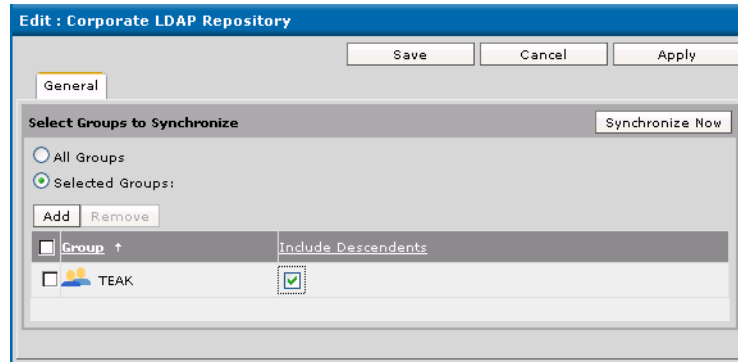 Edit : Corporate LDAP Repository
Save Cancel Apply
General
Select Groups to Synchronize Synchronize Now
All Groups
Selected Groups:
Add Remove
Group ↑ Include Descendents
TEAK